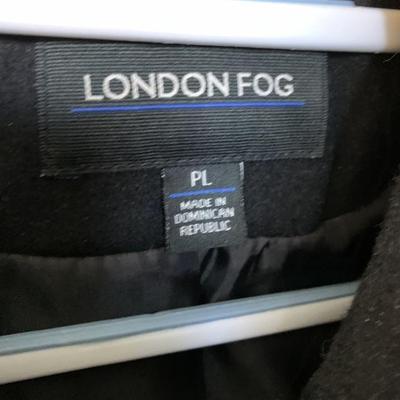 LONDON FOG
PL
MADE IN
DOMINICAN
REPUBLIC